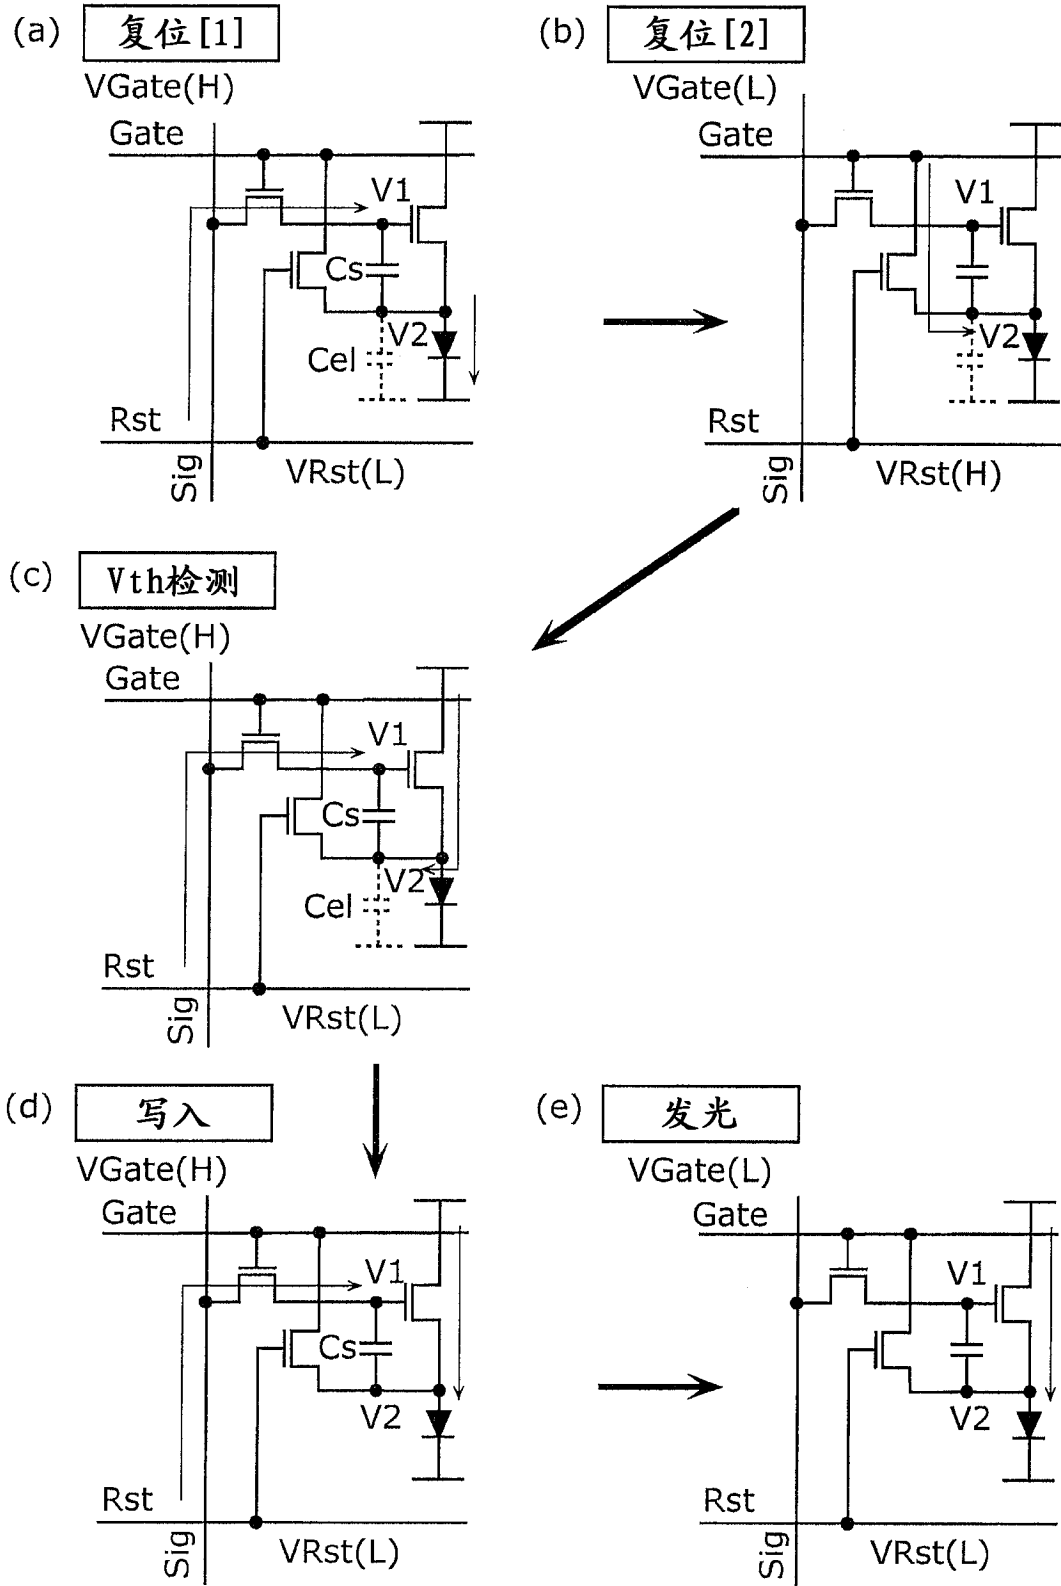 (a) 复位[1]
VGate(H)
Gate
V1
Cs
V2
Cel
Rst
Sig
VRst(L)
(b) 复位[2]
VGate(L)
Gate
V1
V2
Rst
Sig
VRst(H)
(c) Vth检测
VGate(H)
Gate
V1
Cs
V2
Cel
Rst
Sig
VRst(L)
(d) 写入
VGate(H)
Gate
V1
Cs
V2
Rst
Sig
VRst(L)
(e) 发光
VGate(L)
Gate
V1
V2
Rst
Sig
VRst(L)